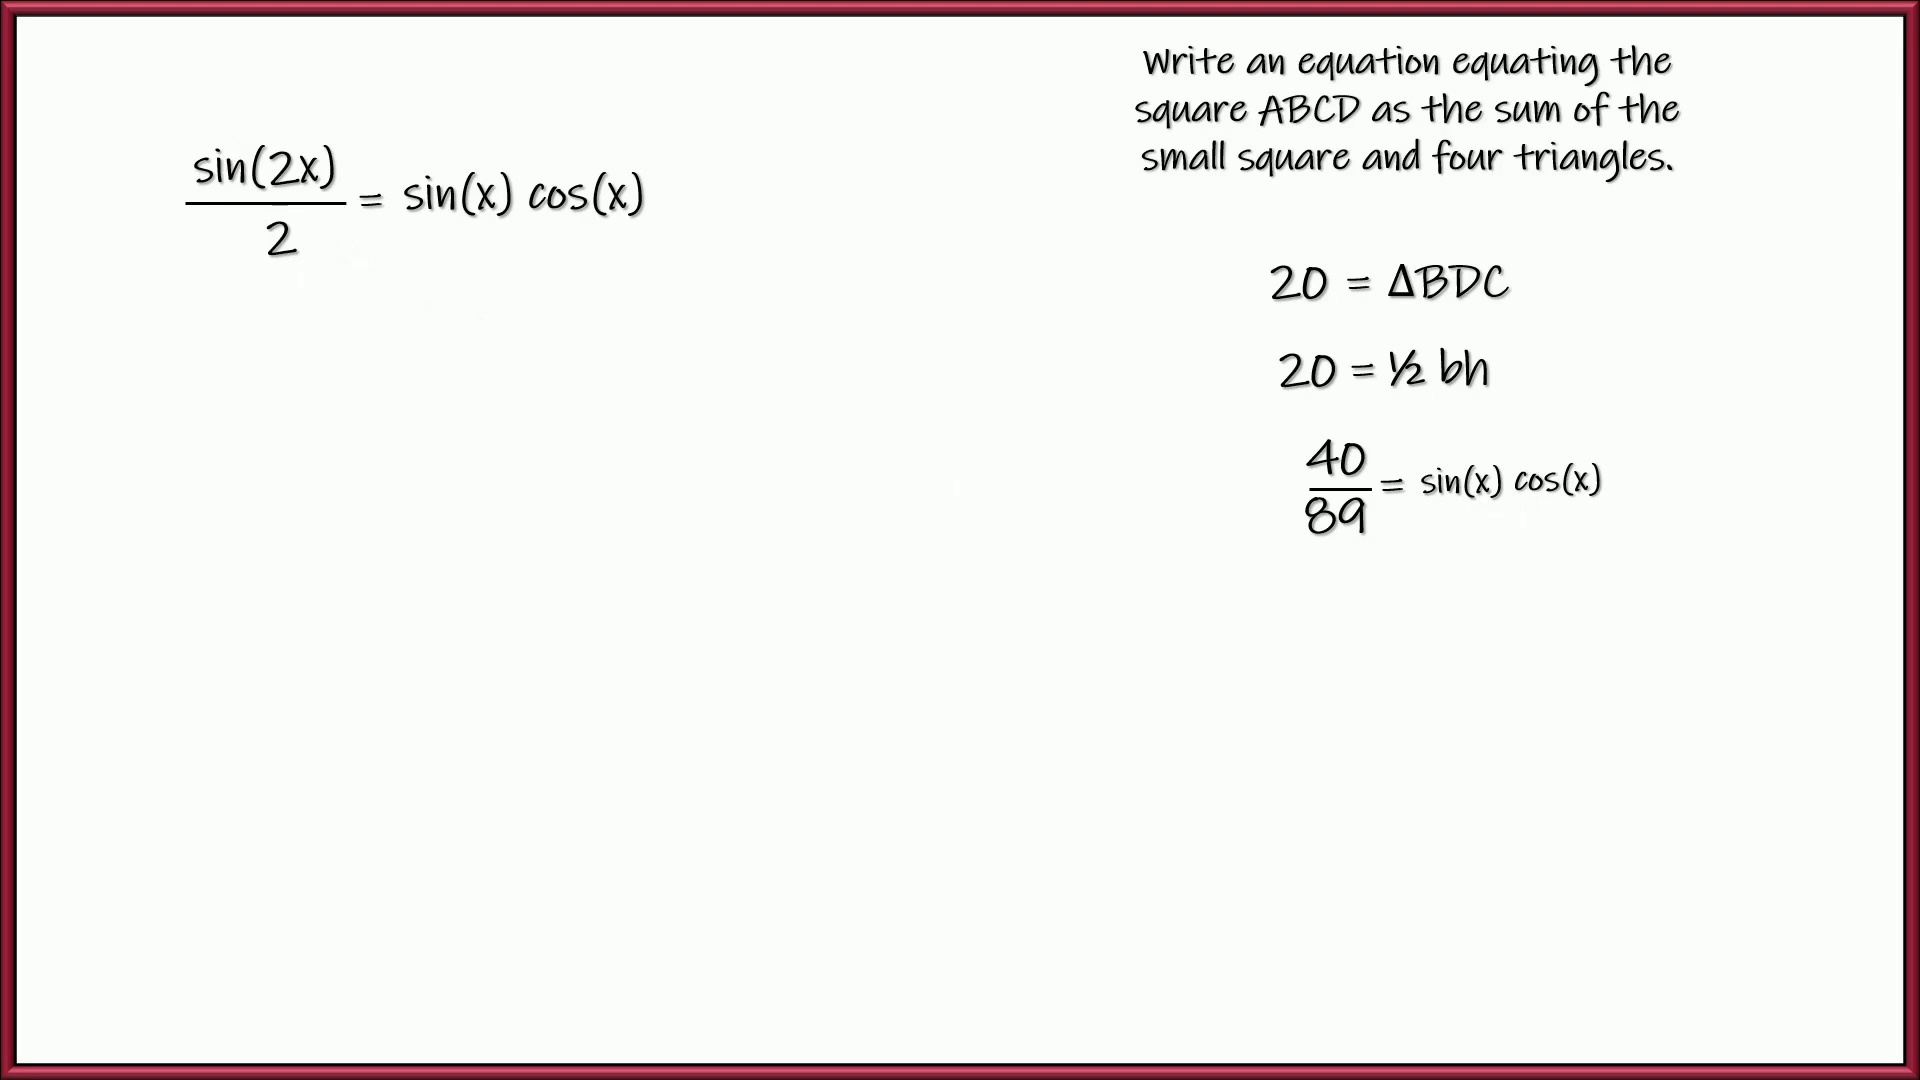 Write an equation equating the
square ABCD as the sum of the
small square and four triangles.
sin(2x)/2 = sin(x) cos(x)
20 = ΔBDC
20 = ½ bh
40/89 = sin(x) cos(x)